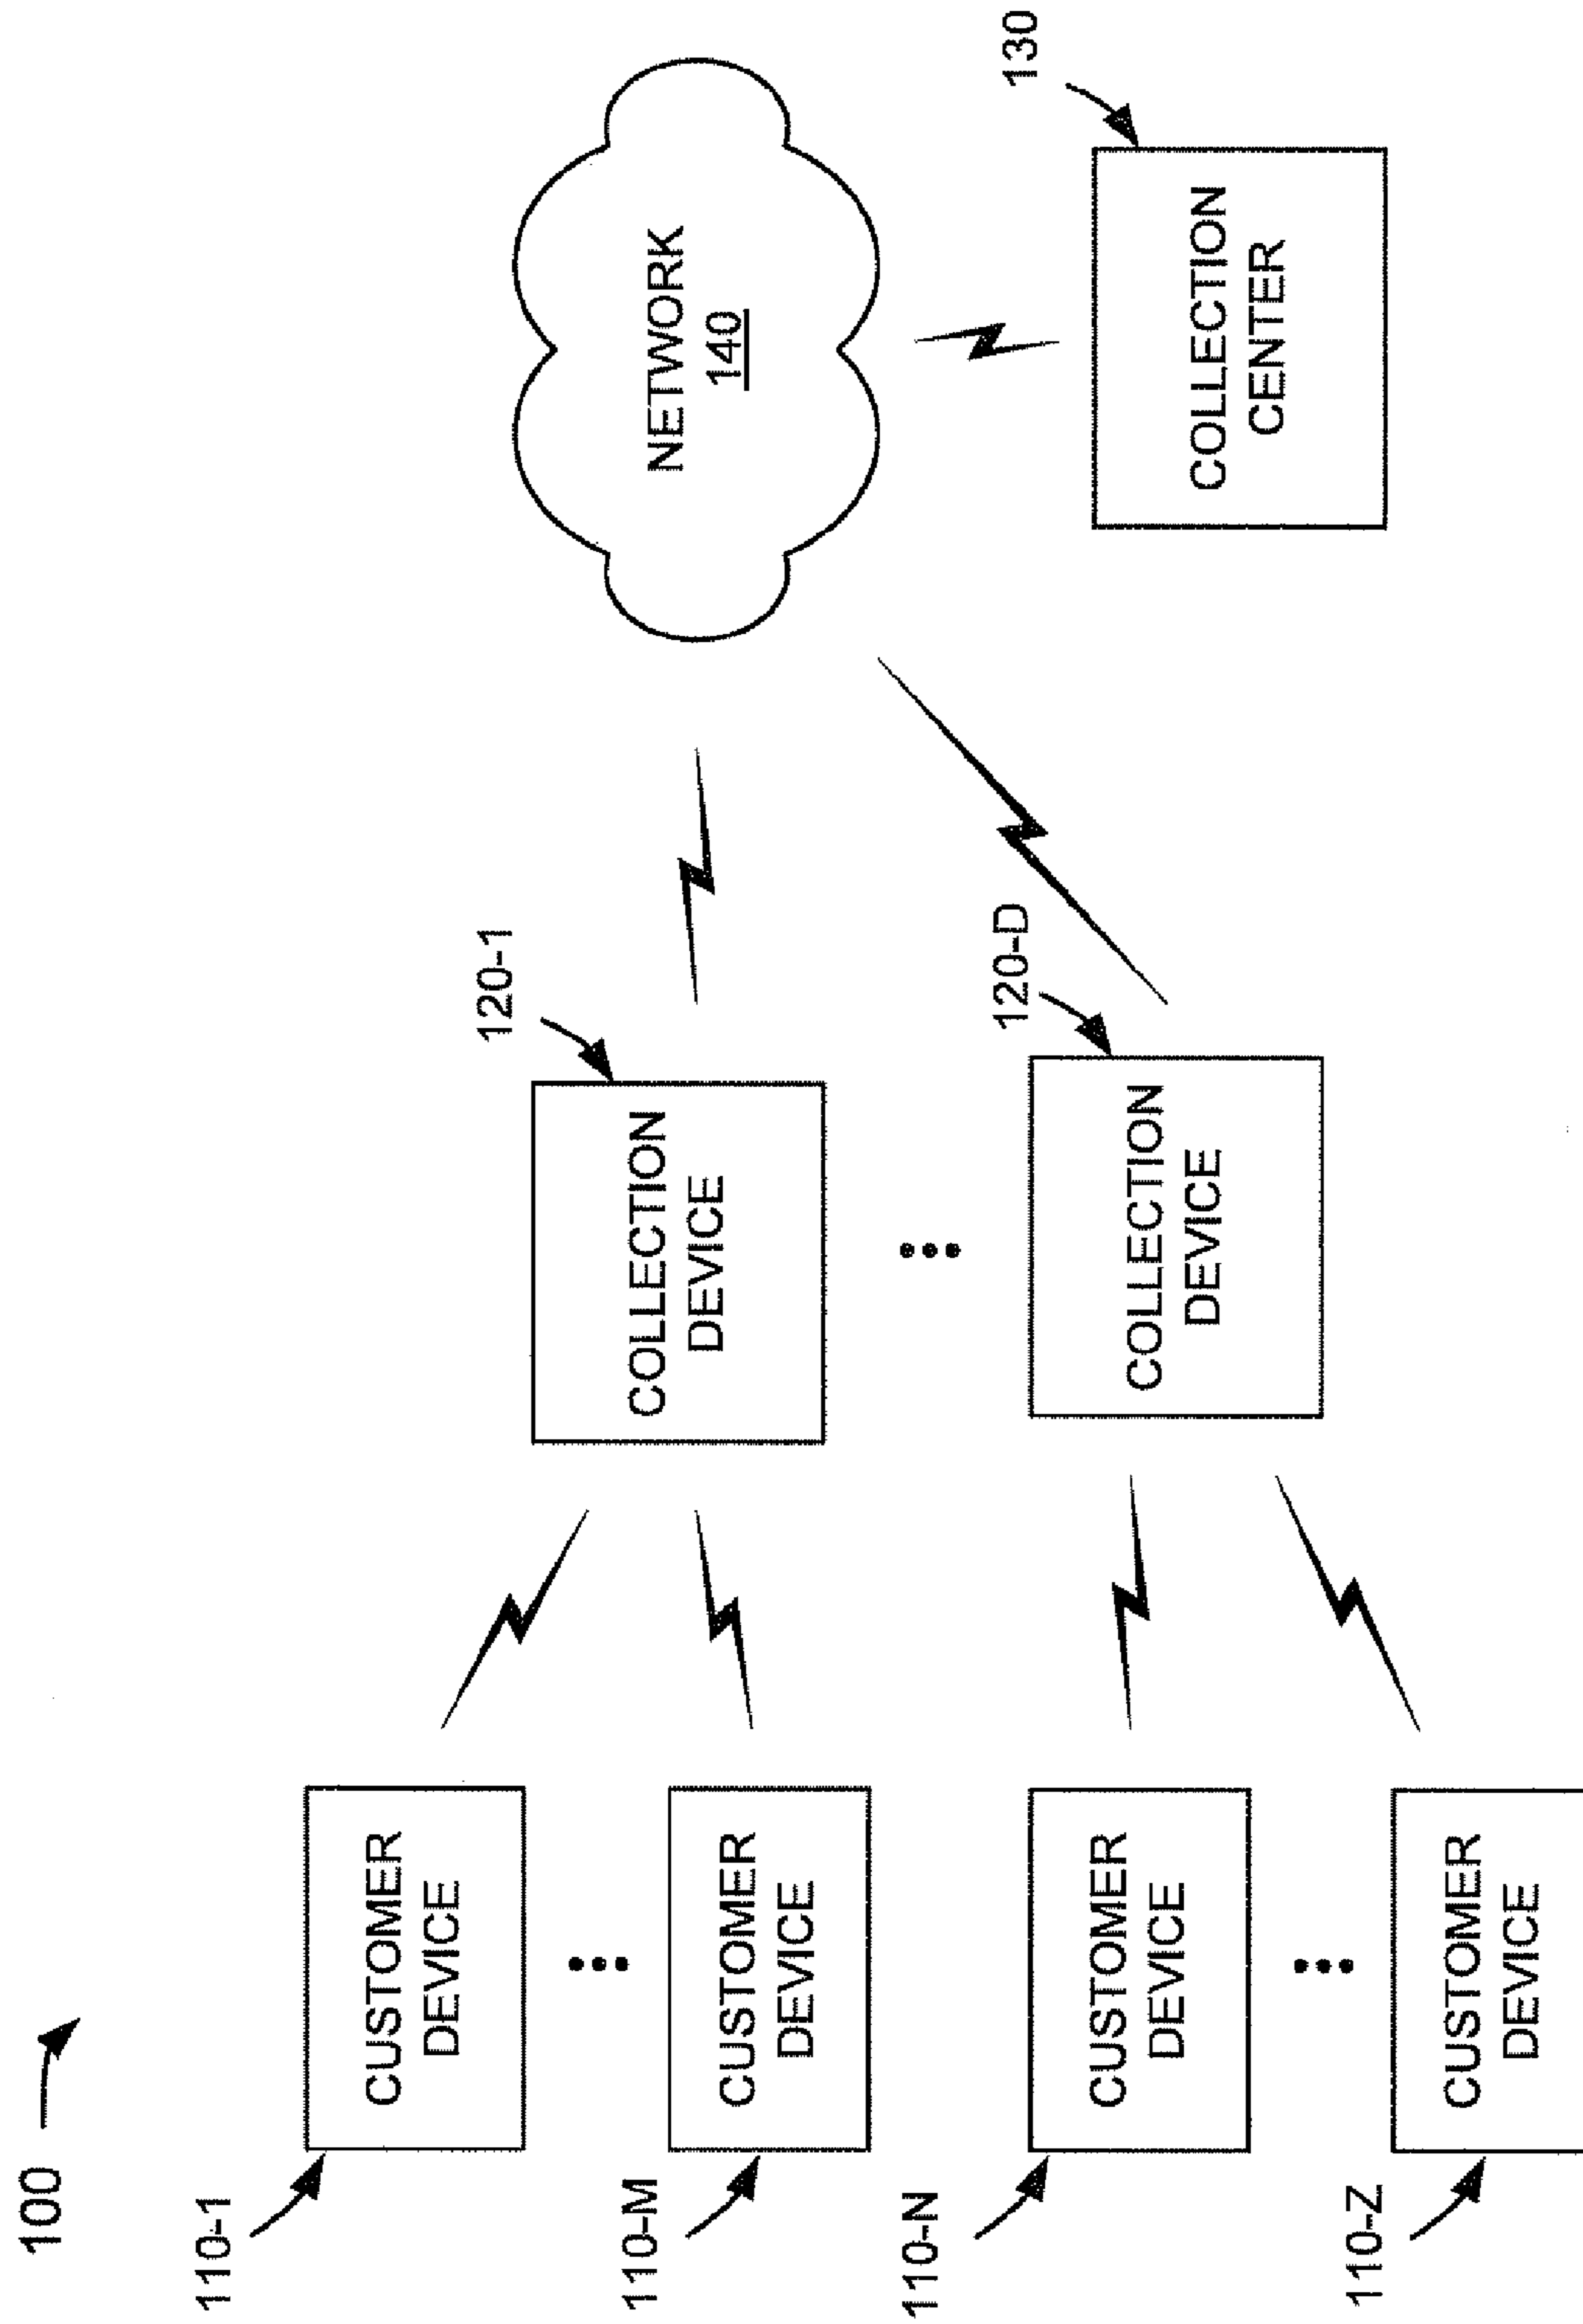 100
110-1
CUSTOMER
DEVICE
110-M
CUSTOMER
DEVICE
110-N
CUSTOMER
DEVICE
110-Z
CUSTOMER
DEVICE
120-1
COLLECTION
DEVICE
120-D
COLLECTION
DEVICE
NETWORK
140
130
COLLECTION
CENTER